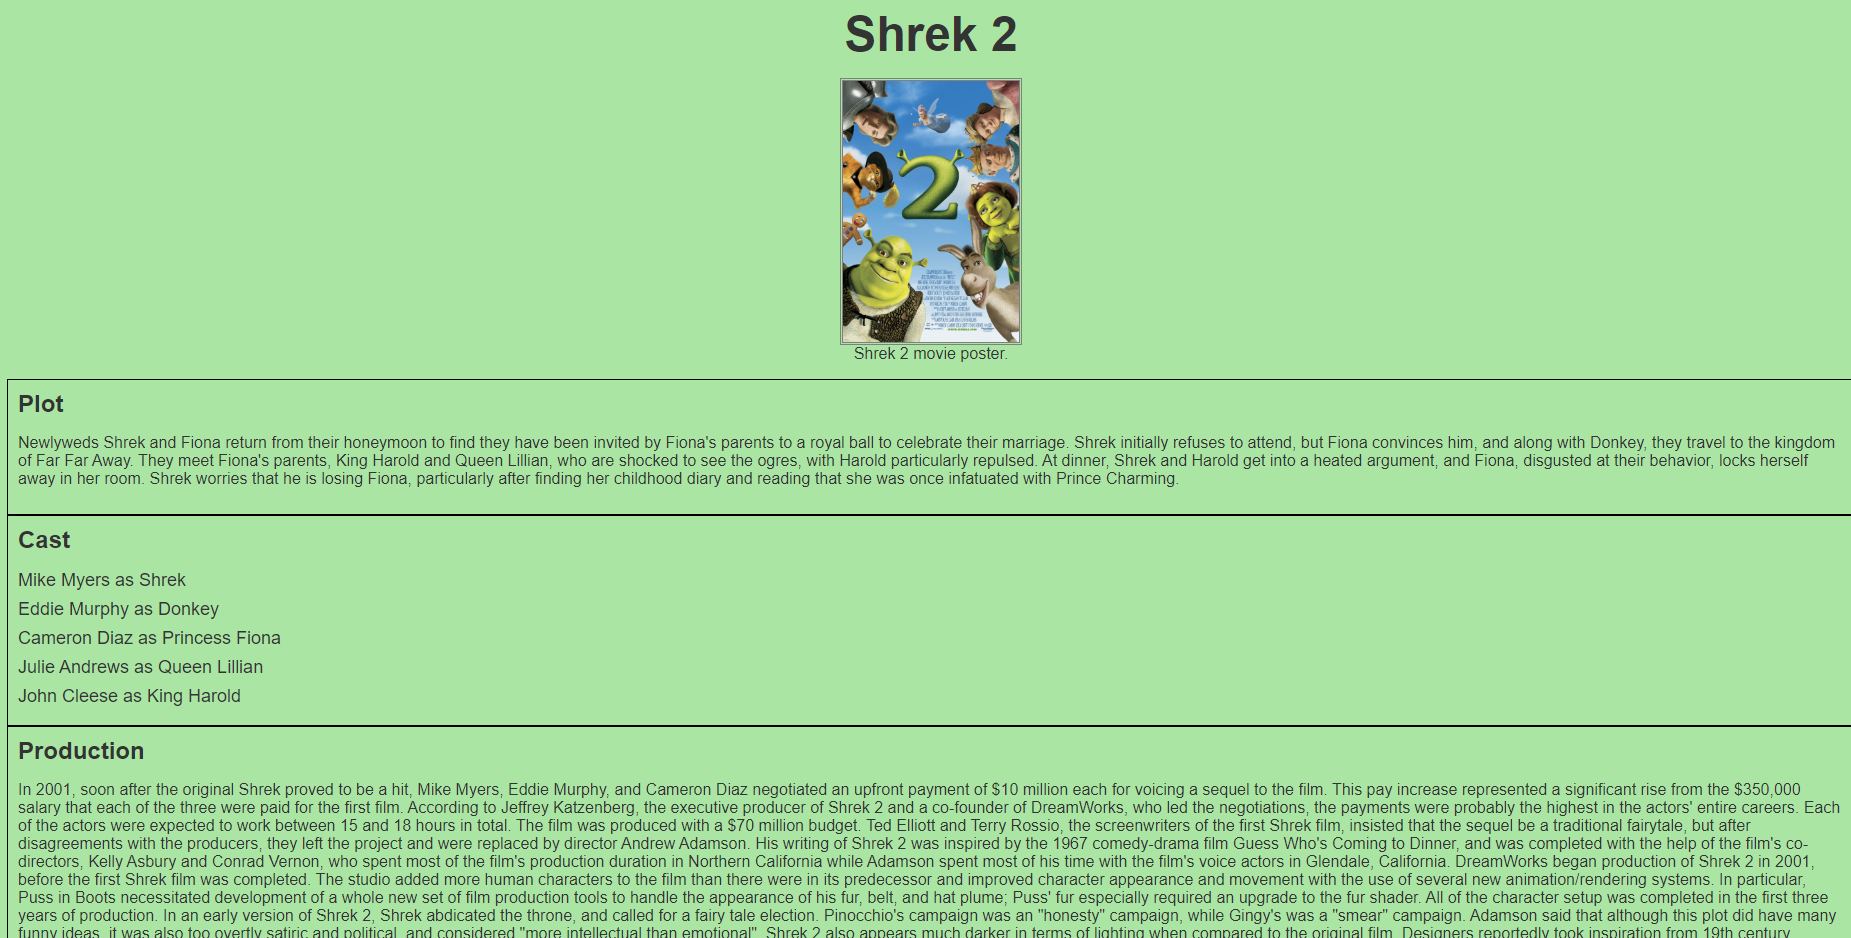 Shrek 2
2
Shrek 2 movie poster.
Plot
Newlyweds Shrek and Fiona return from their honeymoon to find they have been invited by Fiona's parents to a royal ball to celebrate their marriage. Shrek initially refuses to attend, but Fiona convinces him, and along with Donkey, they travel to the kingdom
of Far Far Away. They meet Fiona's parents, King Harold and Queen Lillian, who are shocked to see the ogres, with Harold particularly repulsed. At dinner, Shrek and Harold get into a heated argument, and Fiona, disgusted at their behavior, locks herself
away in her room. Shrek worries that he is losing Fiona, particularly after finding her childhood diary and reading that she was once infatuated with Prince Charming.
Cast
Mike Myers as Shrek
Eddie Murphy as Donkey
Cameron Diaz as Princess Fiona
Julie Andrews as Queen Lillian
John Cleese as King Harold
Production
In 2001, soon after the original Shrek proved to be a hit, Mike Myers, Eddie Murphy, and Cameron Diaz negotiated an upfront payment of $10 million each for voicing a sequel to the film. This pay increase represented a significant rise from the $350,000
salary that each of the three were paid for the first film. According to Jeffrey Katzenberg, the executive producer of Shrek 2 and a co-founder of DreamWorks, who led the negotiations, the payments were probably the highest in the actors' entire careers. Each
of the actors were expected to work between 15 and 18 hours in total. The film was produced with a $70 million budget. Ted Elliott and Terry Rossio, the screenwriters of the first Shrek film, insisted that the sequel be a traditional fairytale, but after
disagreements with the producers, they left the project and were replaced by director Andrew Adamson. His writing of Shrek 2 was inspired by the 1967 comedy-drama film Guess Who's Coming to Dinner, and was completed with the help of the film's co-
directors, Kelly Asbury and Conrad Vernon, who spent most of the film's production duration in Northern California while Adamson spent most of his time with the film's voice actors in Glendale, California. DreamWorks began production of Shrek 2 in 2001,
before the first Shrek film was completed. The studio added more human characters to the film than there were in its predecessor and improved character appearance and movement with the use of several new animation/rendering systems. In particular,
Puss in Boots necessitated development of a whole new set of film production tools to handle the appearance of his fur, belt, and hat plume; Puss' fur especially required an upgrade to the fur shader. All of the character setup was completed in the first three
years of production. In an early version of Shrek 2, Shrek abdicated the throne, and called for a fairy tale election. Pinocchio's campaign was an "honesty" campaign, while Gingy's was a "smear" campaign. Adamson said that although this plot did have many
funny ideas, it was also too overtly satiric and political, and considered "more intellectual than emotional". Shrek 2 also appears much darker in terms of lighting when compared to the original film. Designers reportedly took inspiration from 19th century